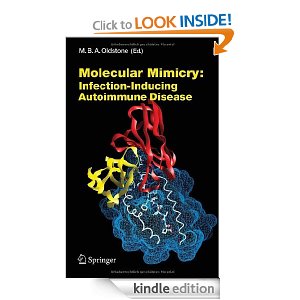 Click to
LOOK INSIDE!
M. B. A. Oldstone (Ed.)
Molecular Mimicry:
Infection-Inducing
Autoimmune Disease
Springer
kindle edition